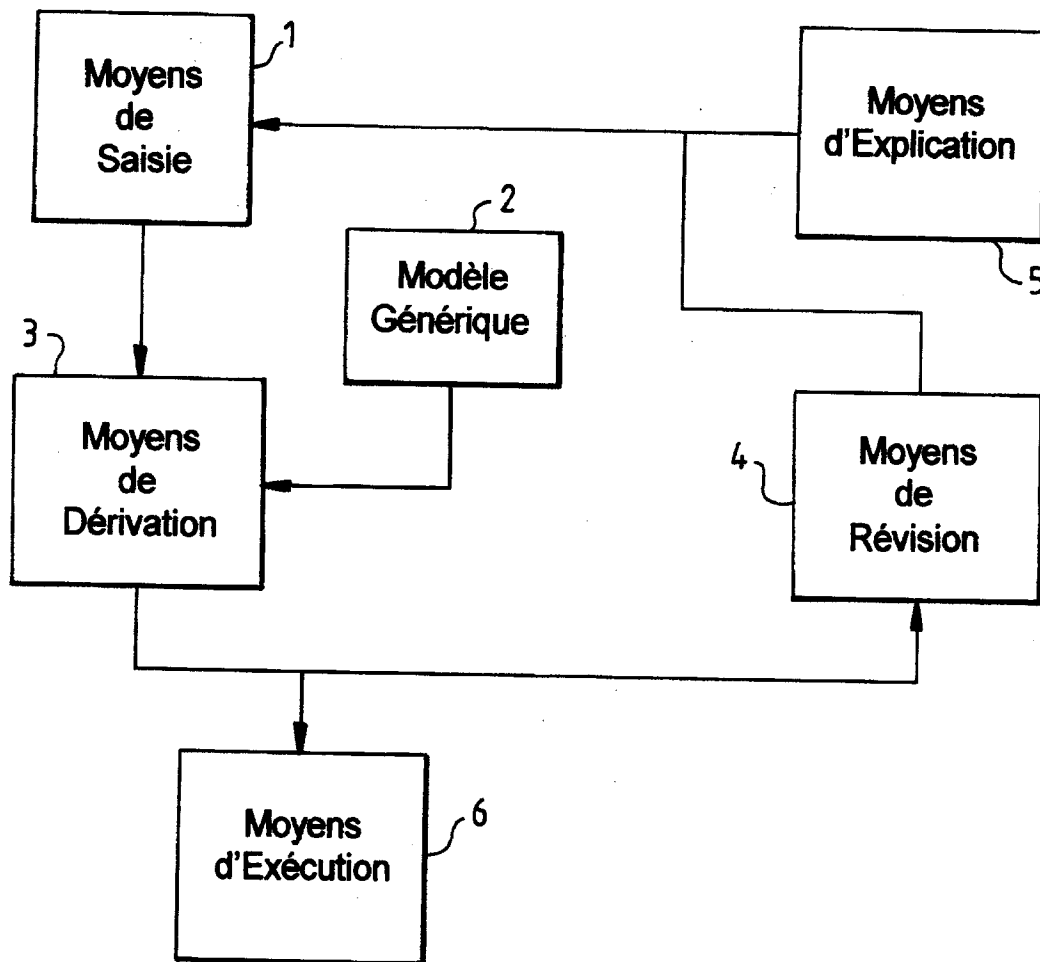 1
Moyens
de
Saisie
Moyens
d'Explication
5
2
Modèle
Générique
3
Moyens
de
Dérivation
4
Moyens
de
Révision
Moyens
d'Exécution
6